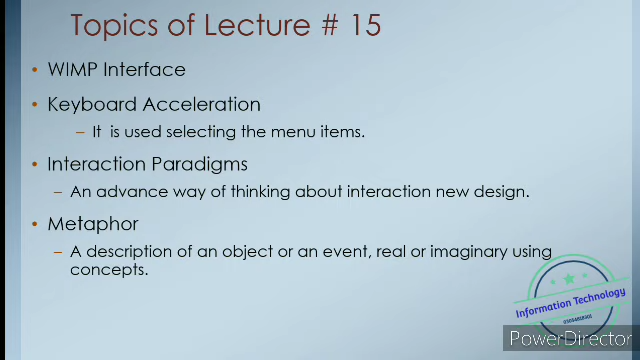 Topics of Lecture # 15
• WIMP Interface
• Keyboard Acceleration
– It is used selecting the menu items.
• Interaction Paradigms
– An advance way of thinking about interaction new design.
• Metaphor
– A description of an object or an event, real or imaginary using
concepts.
Information Technology
PowerDirector